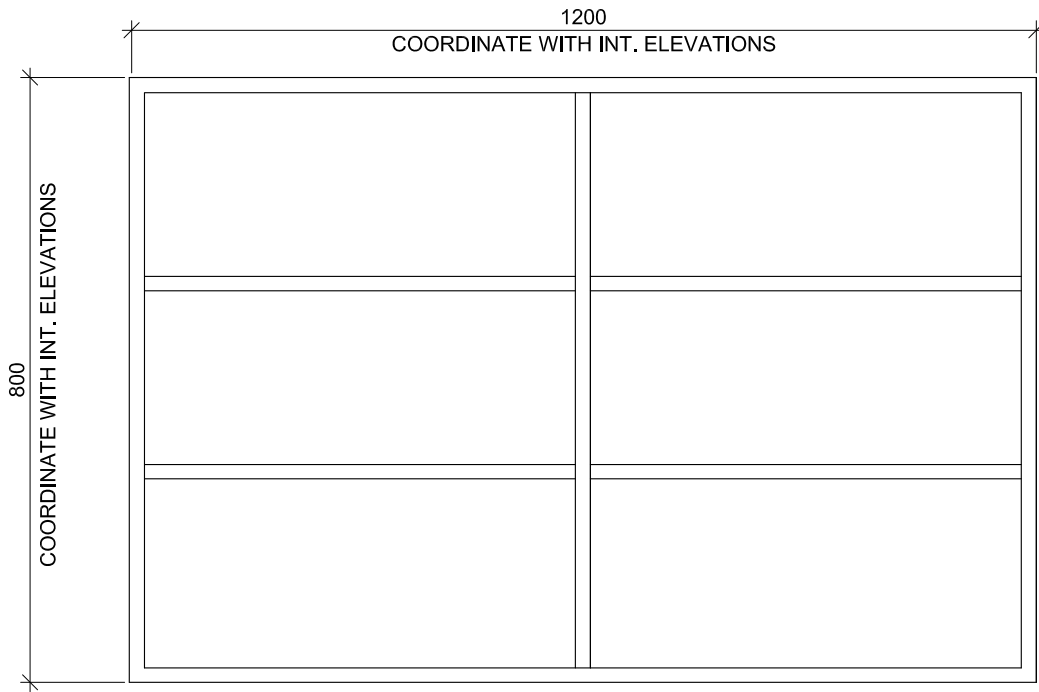 1200
COORDINATE WITH INT. ELEVATIONS
800
COORDINATE WITH INT. ELEVATIONS